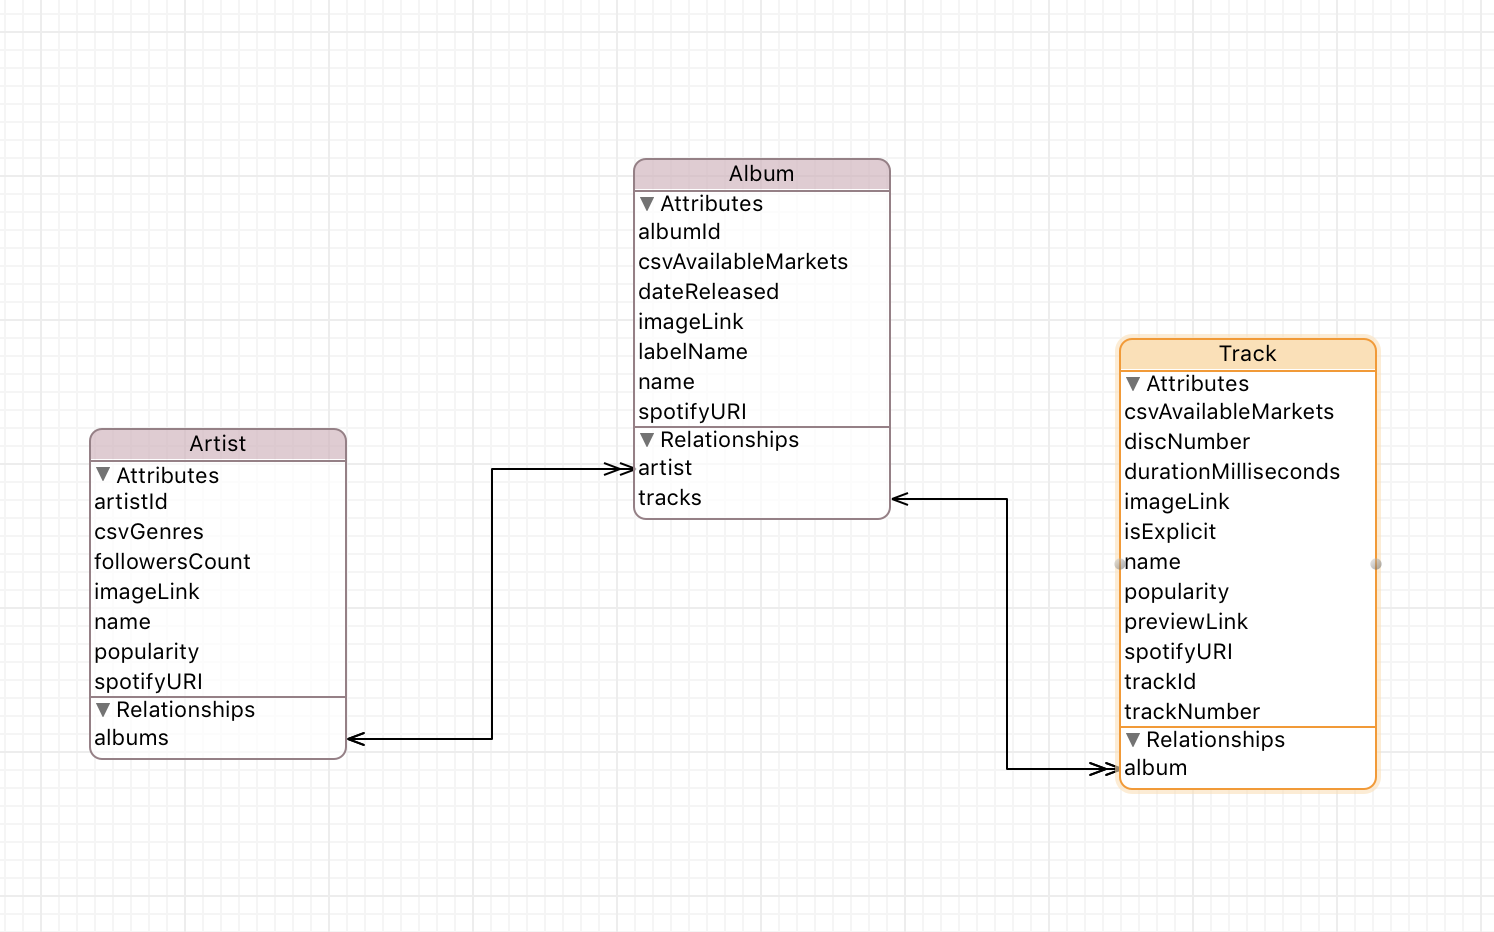 Artist
Attributes
artistId
csvGenres
followersCount
imageLink
name
popularity
spotifyURI
Relationships
albums
Album
Attributes
albumId
csvAvailableMarkets
dateReleased
imageLink
labelName
name
spotifyURI
Relationships
artist
tracks
Track
Attributes
csvAvailableMarkets
discNumber
durationMilliseconds
imageLink
isExplicit
name
popularity
previewLink
spotifyURI
trackId
trackNumber
Relationships
album